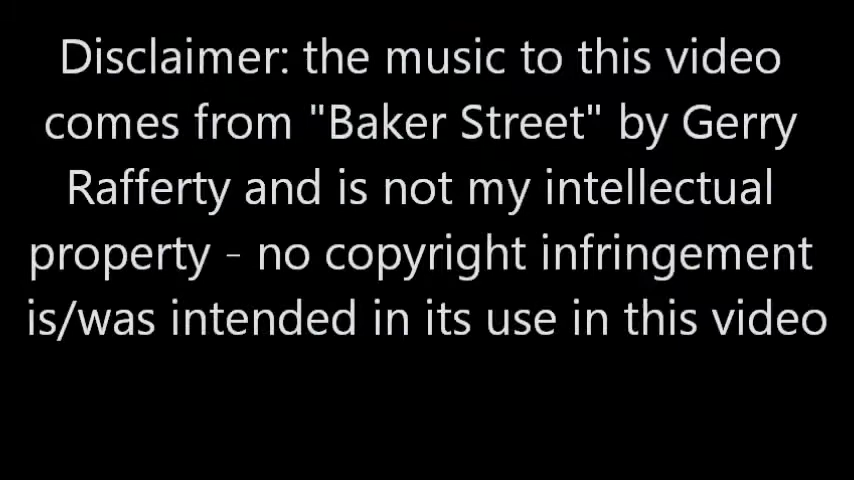 Disclaimer: the music to this video
comes from "Baker Street" by Gerry
Rafferty and is not my intellectual
property - no copyright infringement
is/was intended in its use in this video